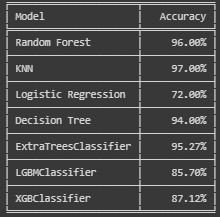 Model Accuracy
Random Forest 96.00%
KNN 97.00%
Logistic Regression 72.00%
Decision Tree 94.00%
ExtraTreesClassifier 95.27%
LGBMClassifier 85.70%
XGBClassifier 87.12%